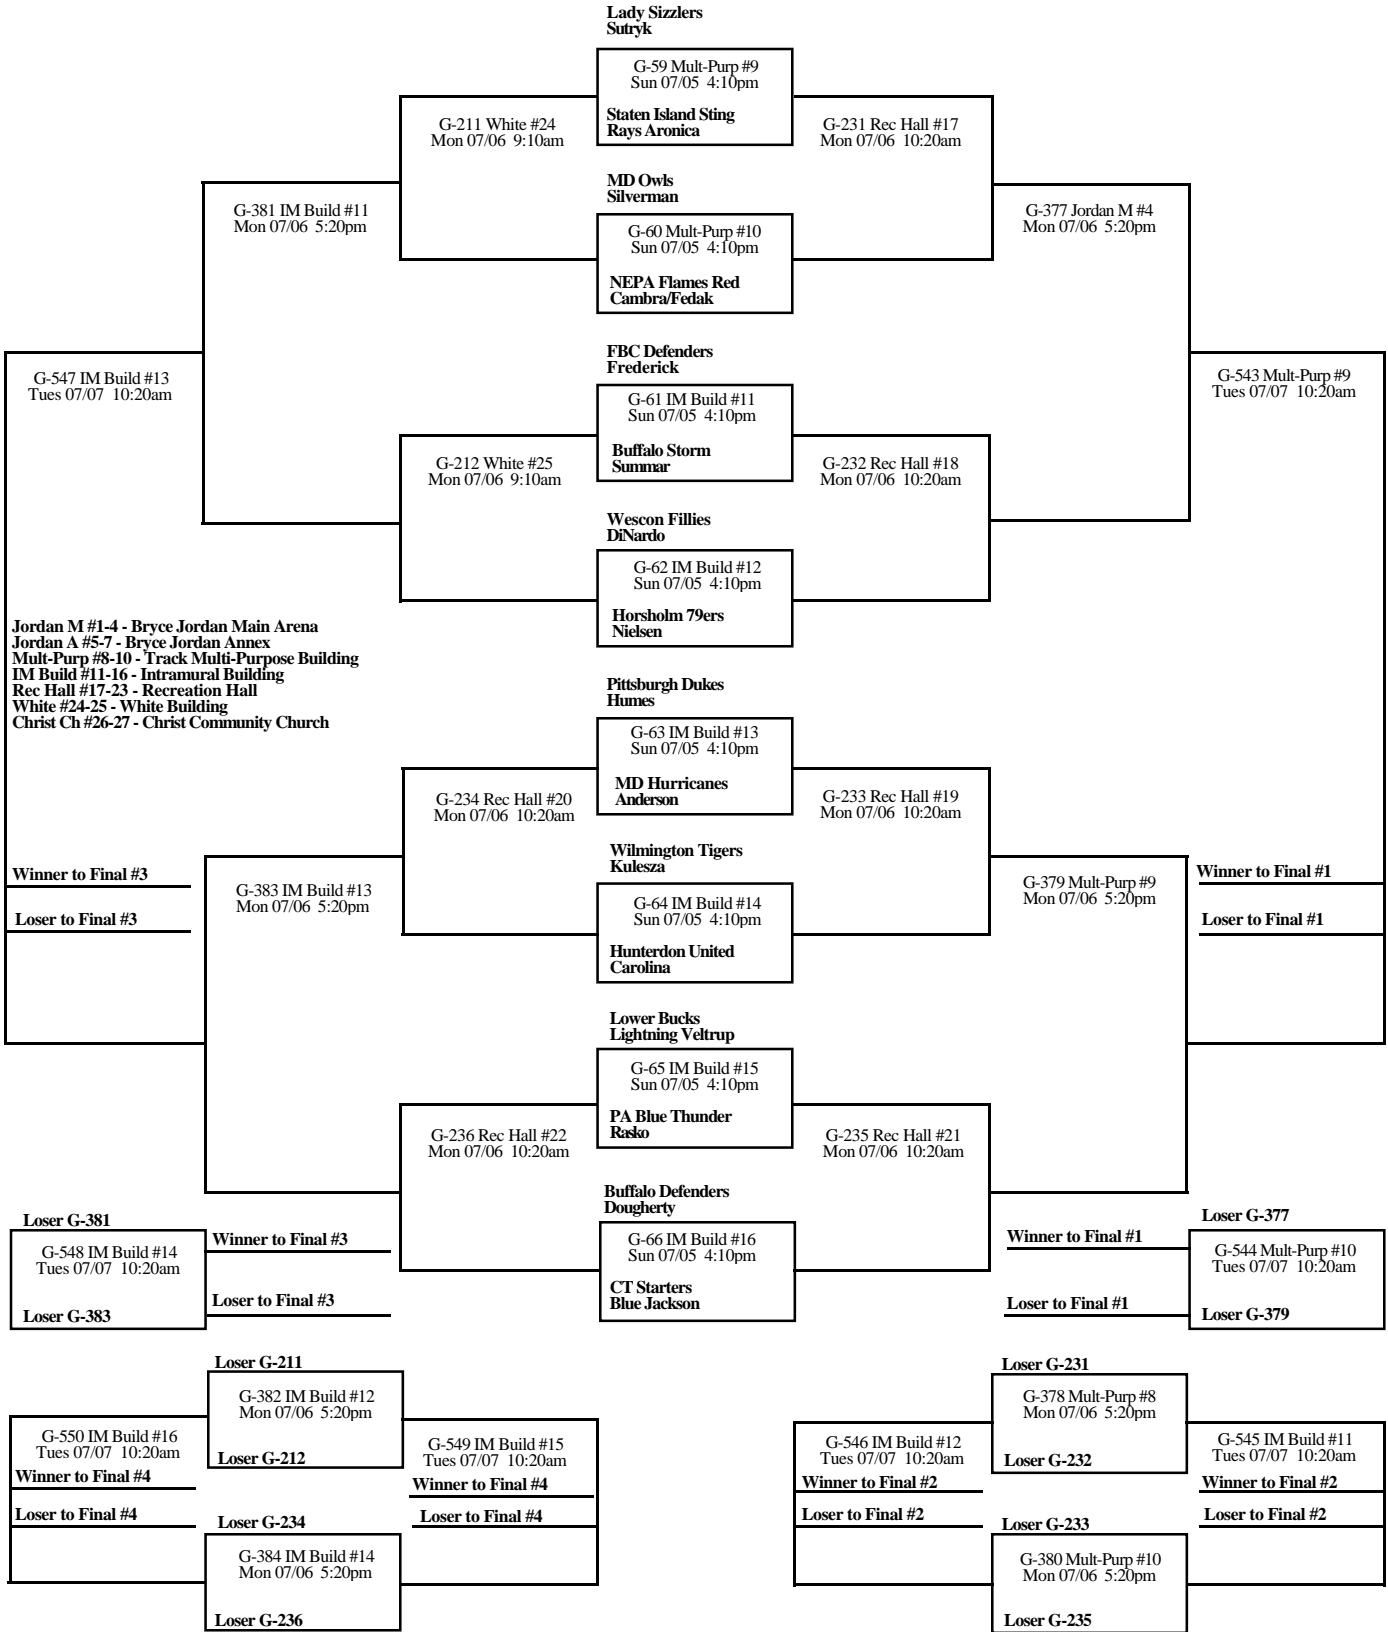 Lady Sizzlers
Sutryk
G-59 Mult-Purp #9
Sun 07/05 4:10pm
Staten Island Sting
Rays Aronica
G-211 White #24
Mon 07/06 9:10am
G-231 Rec Hall #17
Mon 07/06 10:20am
MD Owls
Silverman
G-381 IM Build #11
Mon 07/06 5:20pm
G-60 Mult-Purp #10
Sun 07/05 4:10pm
G-377 Jordan M #4
Mon 07/06 5:20pm
NEPA Flames Red
Cambra/Fedak
FBC Defenders
Frederick
G-547 IM Build #13
Tues 07/07 10:20am
G-61 IM Build #11
Sun 07/05 4:10pm
G-543 Mult-Purp #9
Tues 07/07 10:20am
Buffalo Storm
Summar
G-212 White #25
Mon 07/06 9:10am
G-232 Rec Hall #18
Mon 07/06 10:20am
Wescon Fillies
DiNardo
G-62 IM Build #12
Sun 07/05 4:10pm
Horsholm 79ers
Nielsen
Jordan M #1-4 - Bryce Jordan Main Arena
Jordan A #5-7 - Bryce Jordan Annex
Mult-Purp #8-10 - Track Multi-Purpose Building
IM Build #11-16 - Intramural Building
Rec Hall #17-23 - Recreation Hall
White #24-25 - White Building
Christ Ch #26-27 - Christ Community Church
Pittsburgh Dukes
Humes
G-63 IM Build #13
Sun 07/05 4:10pm
MD Hurricanes
Anderson
G-234 Rec Hall #20
Mon 07/06 10:20am
G-233 Rec Hall #19
Mon 07/06 10:20am
Wilmington Tigers
Kulesza
Winner to Final #3
Loser to Final #3
G-383 IM Build #13
Mon 07/06 5:20pm
G-64 IM Build #14
Sun 07/05 4:10pm
G-379 Mult-Purp #9
Mon 07/06 5:20pm
Winner to Final #1
Loser to Final #1
Hunterdon United
Carolina
Lower Bucks
Lightning Veltrup
G-65 IM Build #15
Sun 07/05 4:10pm
PA Blue Thunder
Rasko
G-236 Rec Hall #22
Mon 07/06 10:20am
G-235 Rec Hall #21
Mon 07/06 10:20am
Buffalo Defenders
Dougherty
G-66 IM Build #16
Sun 07/05 4:10pm
CT Starters
Blue Jackson
Loser G-381
G-548 IM Build #14
Tues 07/07 10:20am
Loser G-383
Winner to Final #3
Loser to Final #3
Winner to Final #1
Loser to Final #1
Loser G-377
G-544 Mult-Purp #10
Tues 07/07 10:20am
Loser G-379
Loser G-211
G-382 IM Build #12
Mon 07/06 5:20pm
Loser G-212
G-550 IM Build #16
Tues 07/07 10:20am
Winner to Final #4
Loser to Final #4
G-549 IM Build #15
Tues 07/07 10:20am
Winner to Final #4
Loser to Final #4
Loser G-234
G-384 IM Build #14
Mon 07/06 5:20pm
Loser G-236
Loser G-231
G-378 Mult-Purp #8
Mon 07/06 5:20pm
Loser G-232
G-546 IM Build #12
Tues 07/07 10:20am
Winner to Final #2
Loser to Final #2
G-545 IM Build #11
Tues 07/07 10:20am
Winner to Final #2
Loser to Final #2
Loser G-233
G-380 Mult-Purp #10
Mon 07/06 5:20pm
Loser G-235